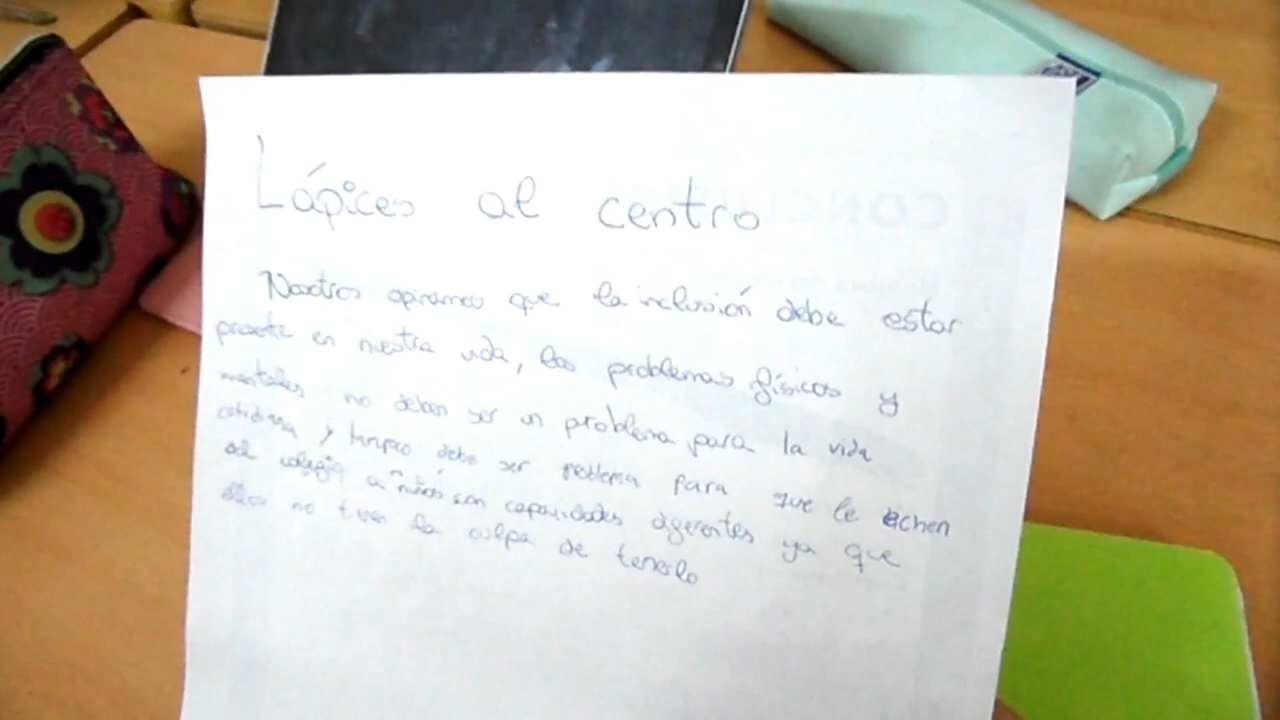 Lápices al centro
Nosotros opinamos que la inclusión debe estar
presente en nuestra vida, los problemas físicos y
mentales no deben ser un problema para la vida
cotidiana y tampoco debe ser problema para que le echen
del colegio a niños con capacidades diferentes ya que
ellos no tienen la culpa de tenerlo